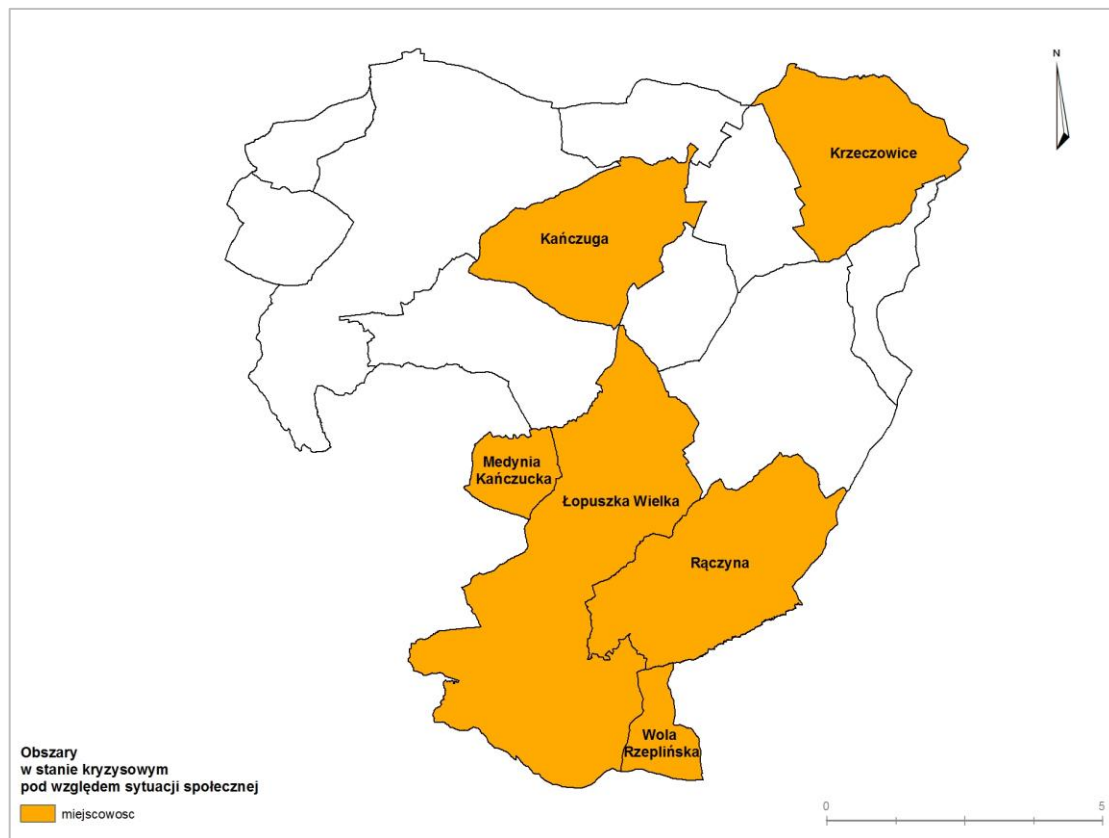 N
Krzeczowice
Kańczuga
Medynia
Kańczucka
Łopuszka Wielka
Rączyna
Wola
Rzeplińska
Obszary
w stanie kryzysowym
pod względem sytuacji społecznej
miejscowosc
0
5